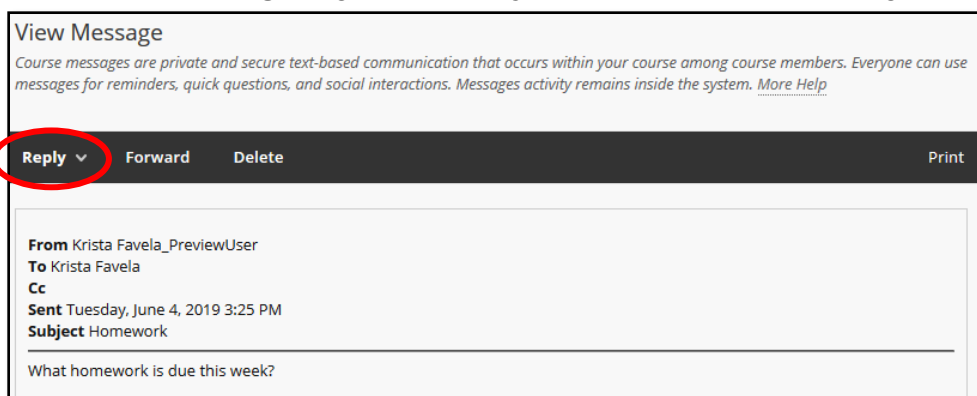 View Message
Course messages are private and secure text-based communication that occurs within your course among course members. Everyone can use
messages for reminders, quick questions, and social interactions. Messages activity remains inside the system. More Help
Reply Forward Delete Print
From Krista Favela_PreviewUser
To Krista Favela
Cc
Sent Tuesday, June 4, 2019 3:25 PM
Subject Homework
What homework is due this week?